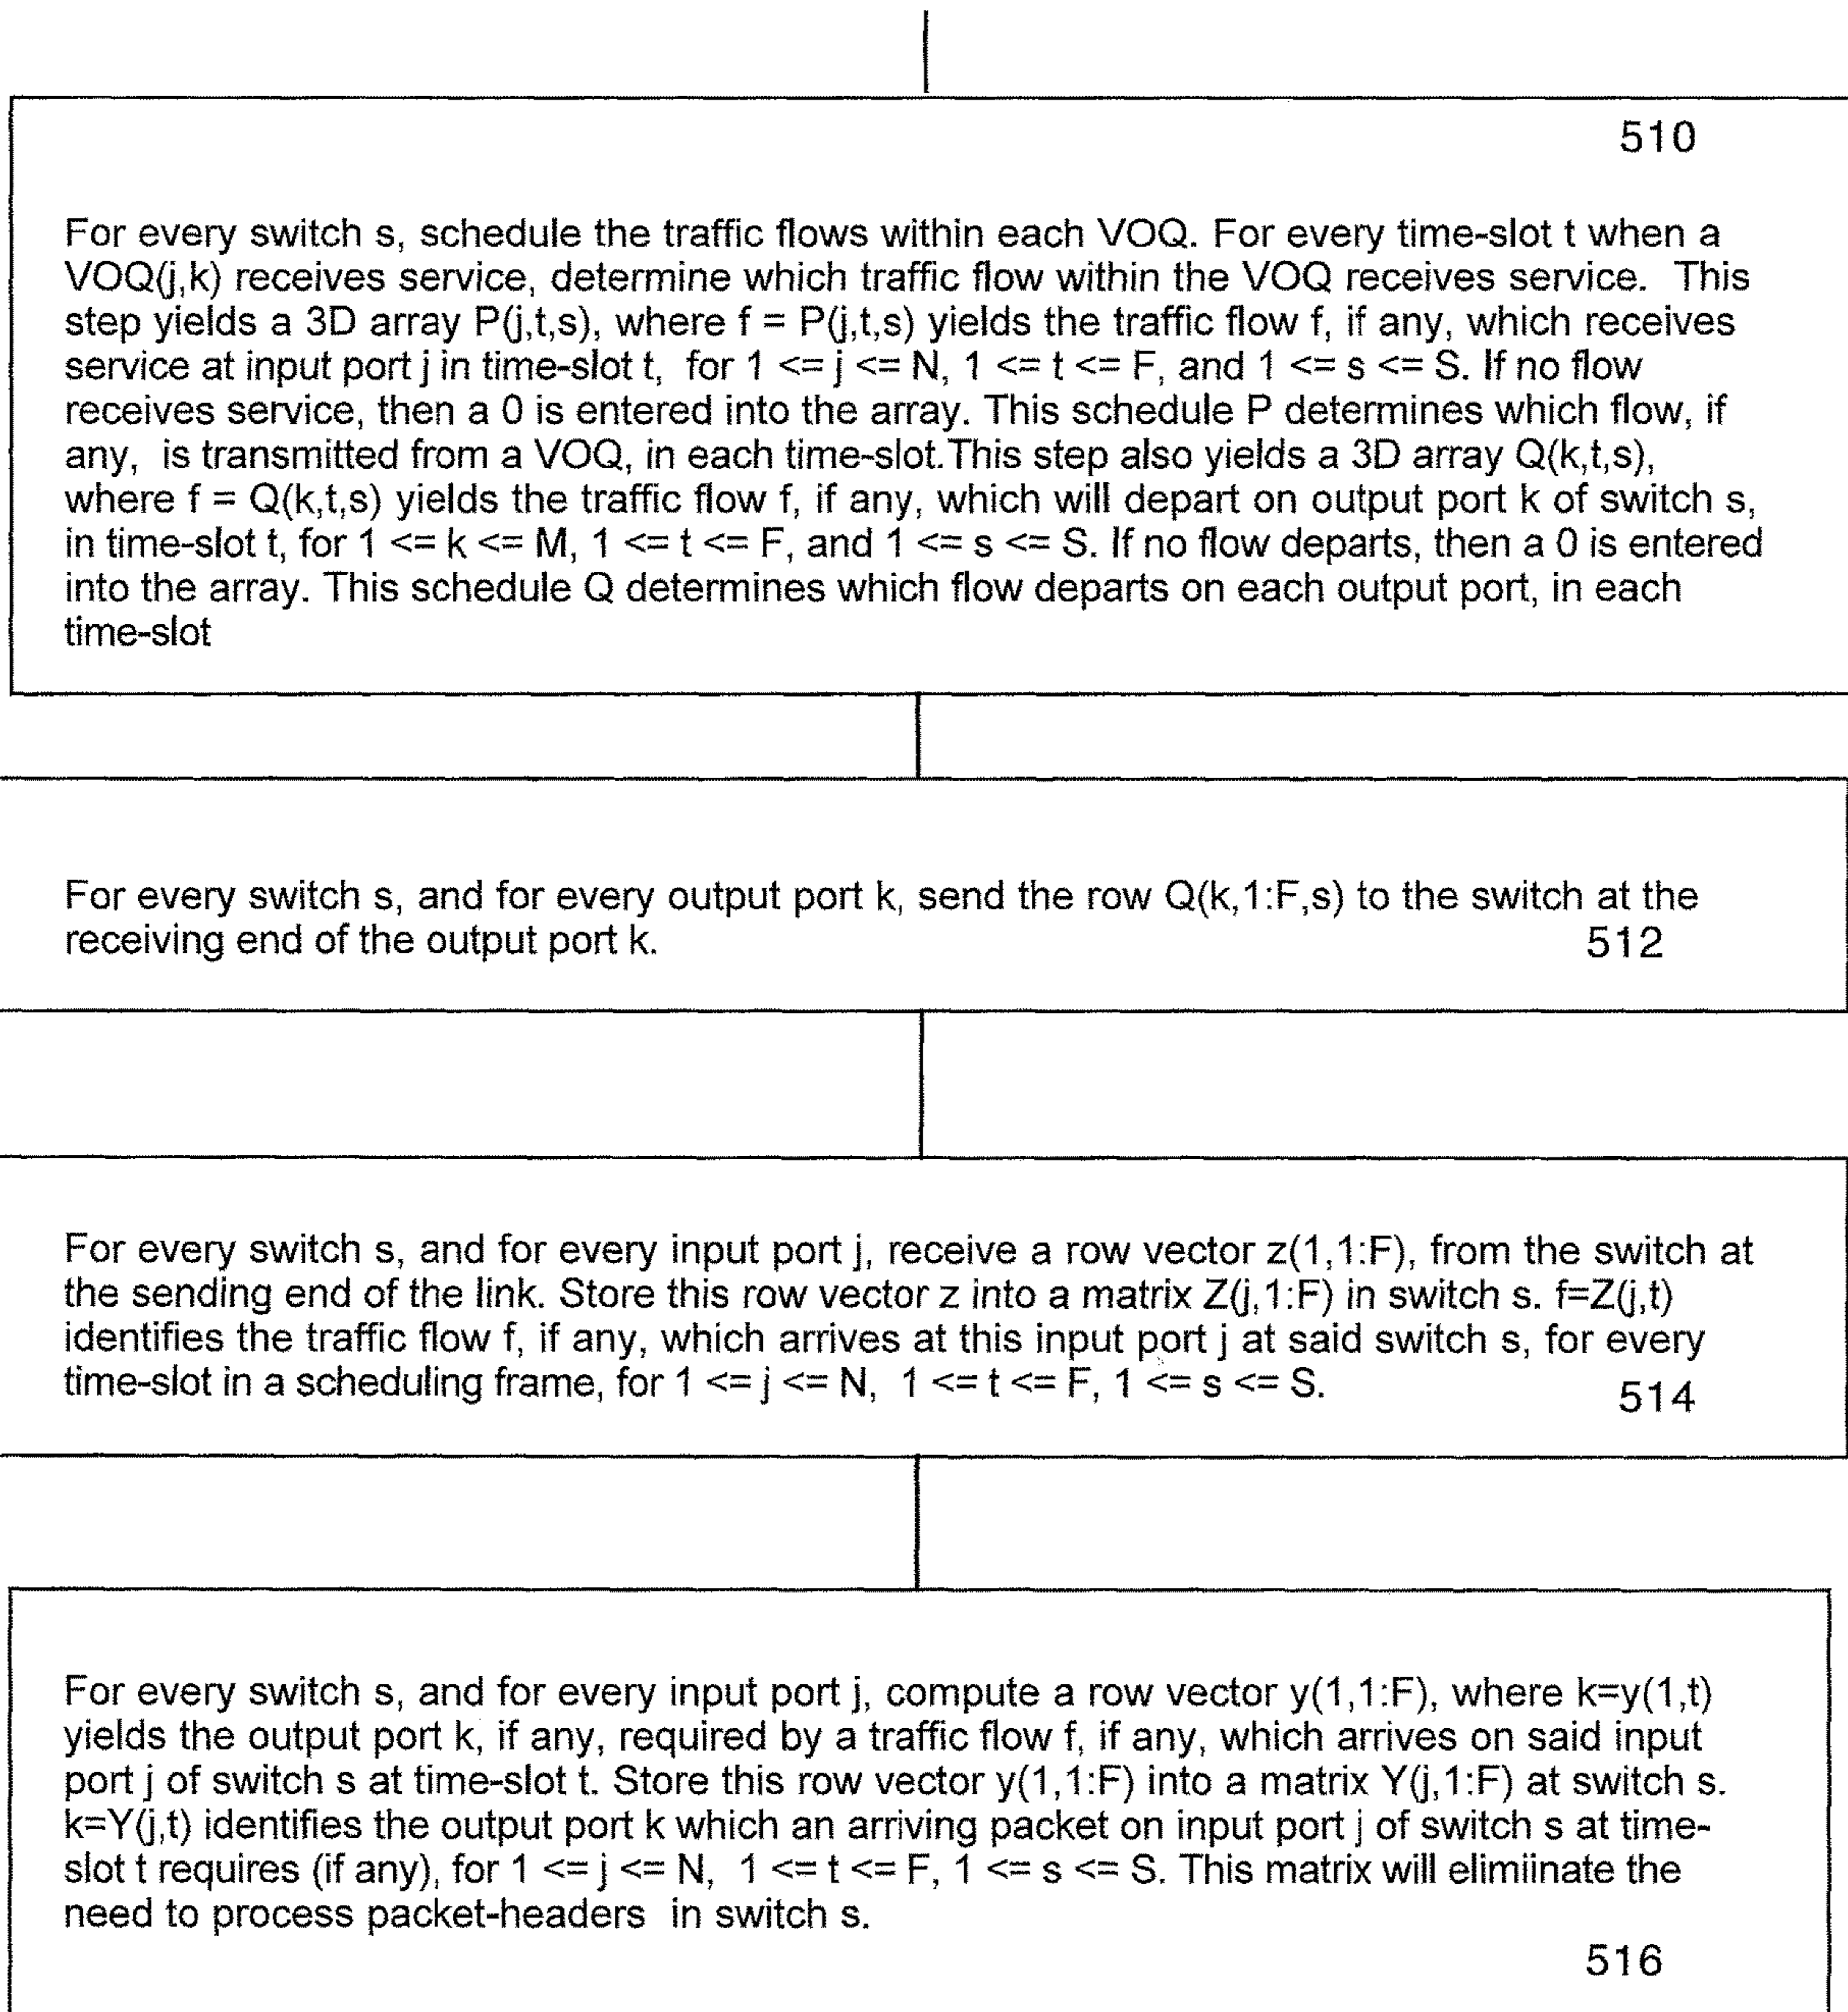 510
For every switch s, schedule the traffic flows within each VOQ. For every time-slot t when a
VOQ(j,k) receives service, determine which traffic flow within the VOQ receives service.  This
step yields a 3D array P(j,t,s), where f = P(j,t,s) yields the traffic flow f, if any, which receives
service at input port j in time-slot t,  for 1 <= j <= N, 1 <= t <= F, and 1 <= s <= S. If no flow
receives service, then a 0 is entered into the array. This schedule P determines which flow, if
any,  is transmitted from a VOQ, in each time-slot.This step also yields a 3D array Q(k,t,s),
where f = Q(k,t,s) yields the traffic flow f, if any, which will depart on output port k of switch s,
in time-slot t, for 1 <= k <= M, 1 <= t <= F, and 1 <= s <= S. If no flow departs, then a 0 is entered
into the array. This schedule Q determines which flow departs on each output port, in each
time-slot
For every switch s, and for every output port k, send the row Q(k,1:F,s) to the switch at the
receiving end of the output port k.
512
For every switch s, and for every input port j, receive a row vector z(1,1:F), from the switch at
the sending end of the link. Store this row vector z into a matrix Z(j,1:F) in switch s. f=Z(j,t)
identifies the traffic flow f, if any, which arrives at this input port j at said switch s, for every
time-slot in a scheduling frame, for 1 <= j <= N,  1 <= t <= F, 1 <= s <= S.
514
For every switch s, and for every input port j, compute a row vector y(1,1:F), where k=y(1,t)
yields the output port k, if any, required by a traffic flow f, if any, which arrives on said input
port j of switch s at time-slot t. Store this row vector y(1,1:F) into a matrix Y(j,1:F) at switch s.
k=Y(j,t) identifies the output port k which an arriving packet on input port j of switch s at time-
slot t requires (if any), for 1 <= j <= N,  1 <= t <= F, 1 <= s <= S. This matrix will elimiinate the
need to process packet-headers  in switch s.
516